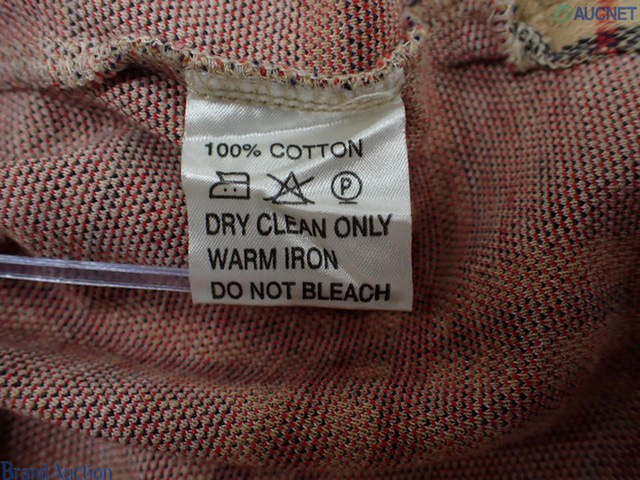 AUCNET
100% COTTON
P
DRY CLEAN ONLY
WARM IRON
DO NOT BLEACH
Brand Auction